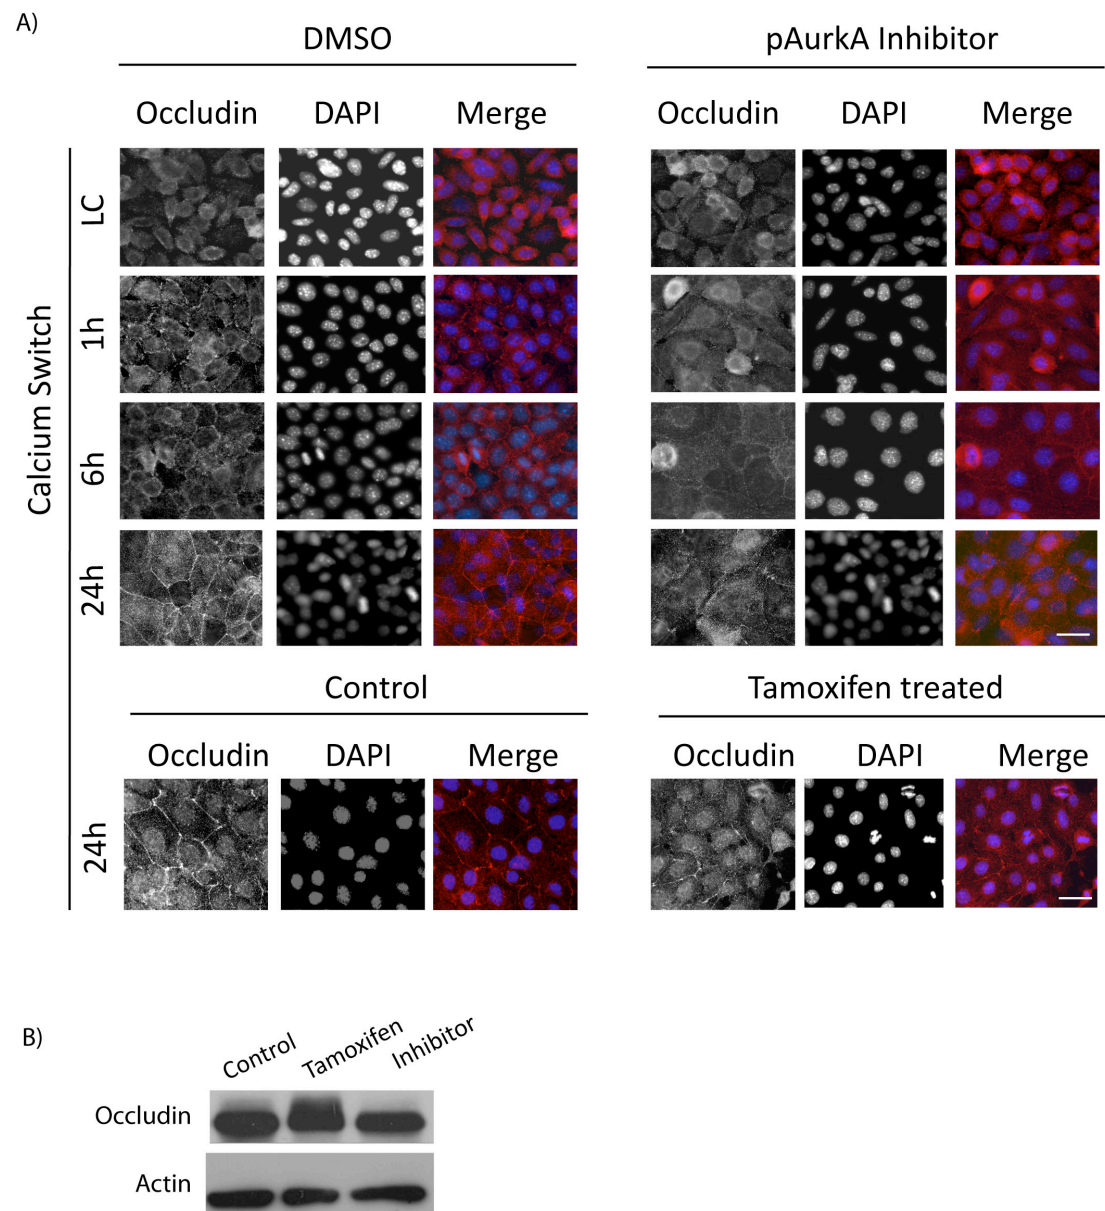 A)
DMSO
pAurkA Inhibitor
Occludin DAPI Merge
Occludin DAPI Merge
Calcium Switch
LC
1h
6h
24h
Control
Tamoxifen treated
Occludin DAPI Merge
Occludin DAPI Merge
24h
B)
Control Tamoxifen Inhibitor
Occludin
Actin